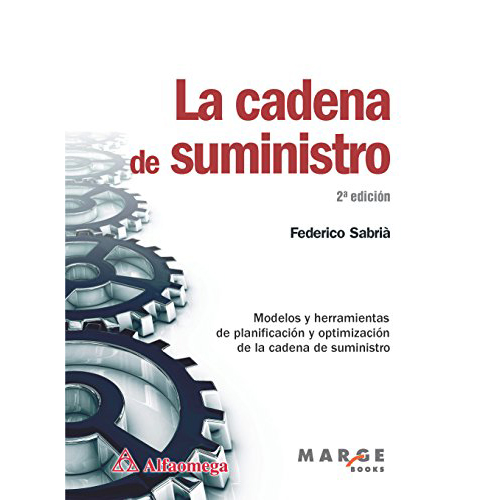 La cadena
de suministro
2ª edición
Federico Sabrià
Modelos y herramientas
de planificación y optimización
de la cadena de suministro
Alfaomega
MARGE
BOOKS